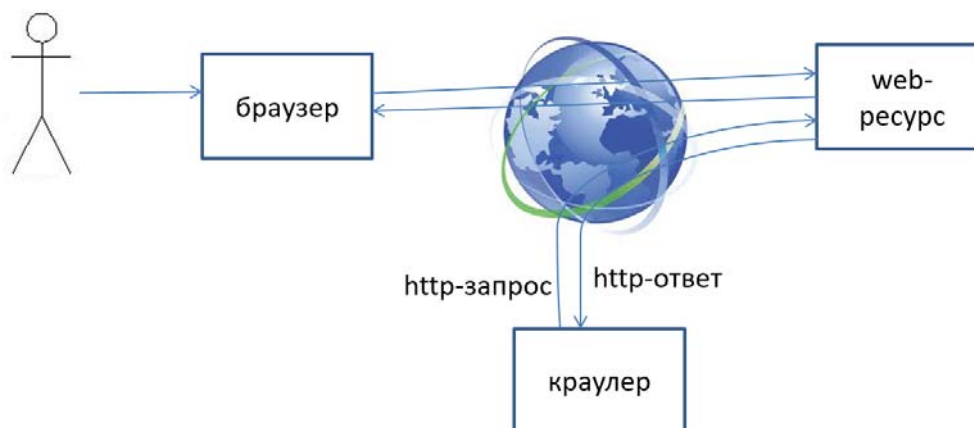 браузер
web-
ресурс
http-запрос
http-ответ
краулер